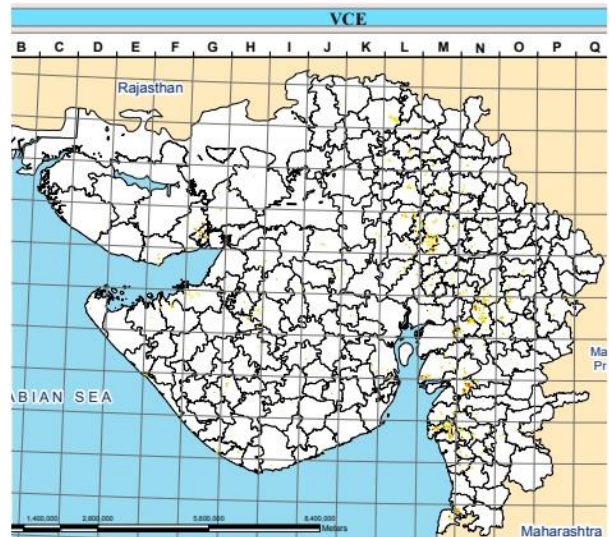 VCE
B C D E F G H I J K L M N O P Q
Rajasthan
Ma
Pr
ABIAN SEA
1,400,000 2,800,000 5,600,000 8,400,000
Meters
Maharashtra